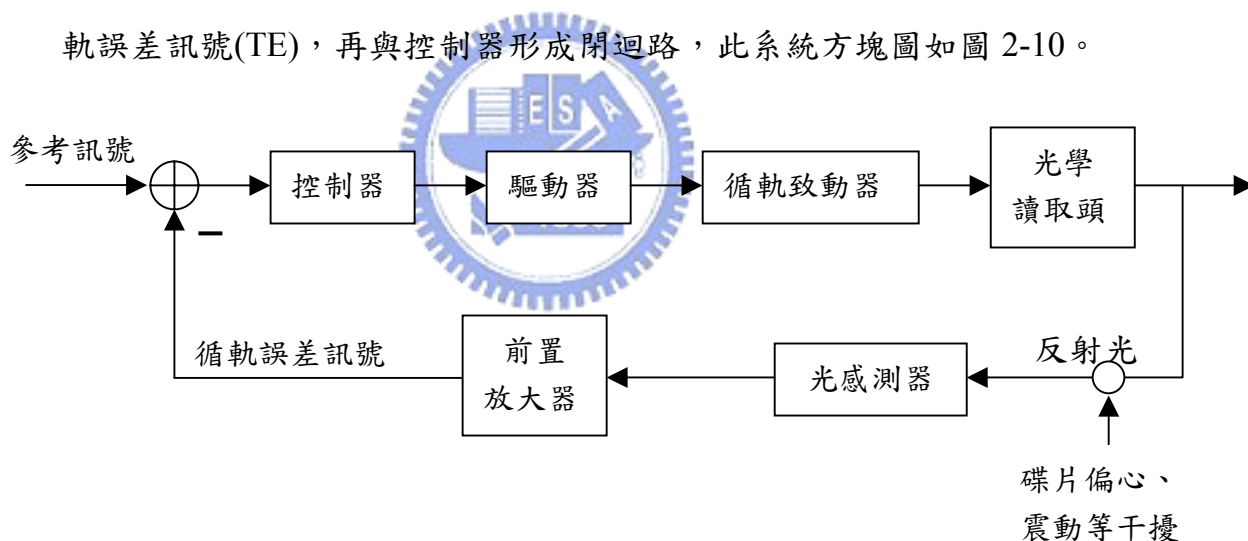 軌誤差訊號(TE)，再與控制器形成閉迴路，此系統方塊圖如圖 2-10。
參考訊號
控制器
驅動器
循軌致動器
光學
讀取頭
−
循軌誤差訊號
前置
放大器
光感測器
反射光
碟片偏心、
震動等干擾
E S A